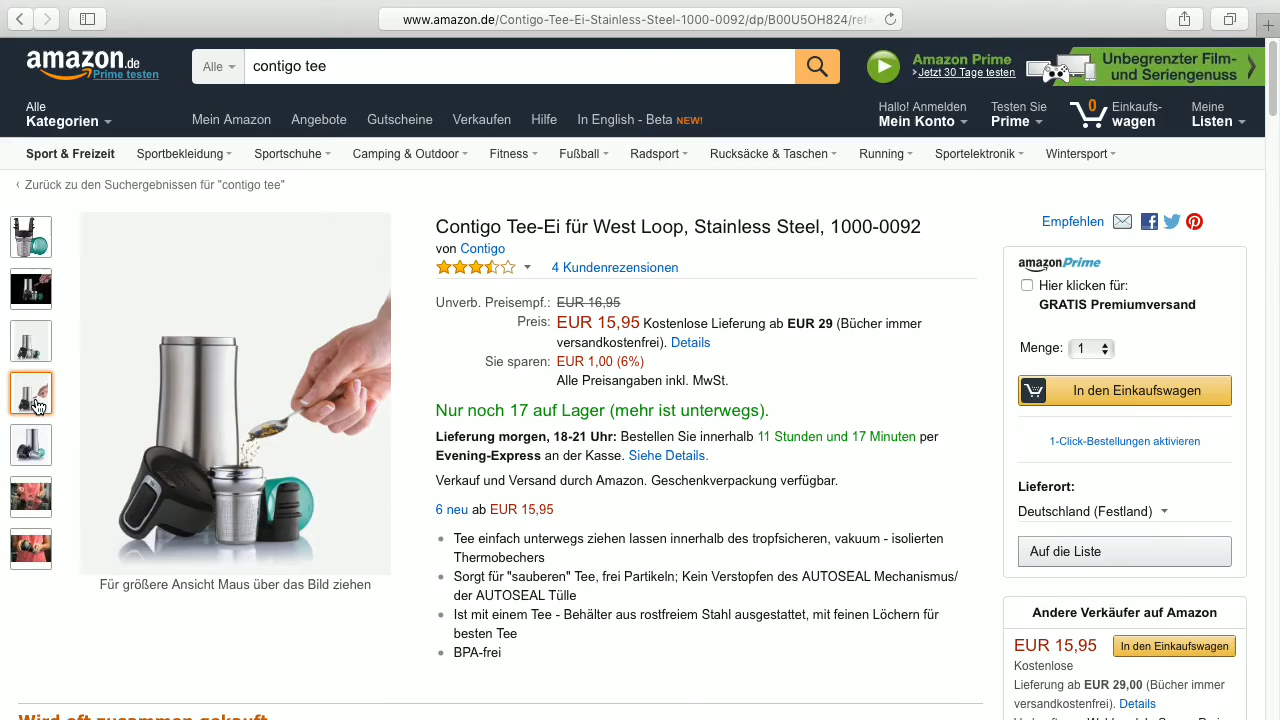 www.amazon.de/Contigo-Tee-Ei-Stainless-Steel-1000-0092/dp/B00U5OH824/ref=
amazon.de
Prime testen
Alle
contigo tee
Amazon Prime
Jetzt 30 Tage testen
Unbegrenzter Film-
und Seriengenuss
Alle
Kategorien
Mein Amazon
Angebote
Gutscheine
Verkaufen
Hilfe
In English - Beta NEW!
Hallo! Anmelden
Mein Konto
Testen Sie
Prime
0
Einkaufs-
wagen
Meine
Listen
Sport & Freizeit
Sportbekleidung
Sportschuhe
Camping & Outdoor
Fitness
Fußball
Radsport
Rucksäcke & Taschen
Running
Sportelektronik
Wintersport
‹ Zurück zu den Suchergebnissen für "contigo tee"
Für größere Ansicht Maus über das Bild ziehen
Contigo Tee-Ei für West Loop, Stainless Steel, 1000-0092
von Contigo
4 Kundenrezensionen
Unverb. Preisempf.: EUR 16,95
Preis: EUR 15,95 Kostenlose Lieferung ab EUR 29 (Bücher immer
versandkostenfrei). Details
Sie sparen: EUR 1,00 (6%)
Alle Preisangaben inkl. MwSt.
Nur noch 17 auf Lager (mehr ist unterwegs).
Lieferung morgen, 18-21 Uhr: Bestellen Sie innerhalb 11 Stunden und 17 Minuten per
Evening-Express an der Kasse. Siehe Details.
Verkauf und Versand durch Amazon. Geschenkverpackung verfügbar.
6 neu ab EUR 15,95
Tee einfach unterwegs ziehen lassen innerhalb des tropfsicheren, vakuum - isolierten
Thermobechers
Sorgt für "sauberen" Tee, frei Partikeln; Kein Verstopfen des AUTOSEAL Mechanismus/
der AUTOSEAL Tülle
Ist mit einem Tee - Behälter aus rostfreiem Stahl ausgestattet, mit feinen Löchern für
besten Tee
BPA-frei
Wird oft zusammen gekauft
Empfehlen
amazonPrime
Hier klicken für:
GRATIS Premiumversand
Menge: 1
In den Einkaufswagen
1-Click-Bestellungen aktivieren
Lieferort:
Deutschland (Festland)
Auf die Liste
Andere Verkäufer auf Amazon
EUR 15,95
In den Einkaufswagen
Kostenlose
Lieferung ab EUR 29,00 (Bücher immer
versandkostenfrei). Details